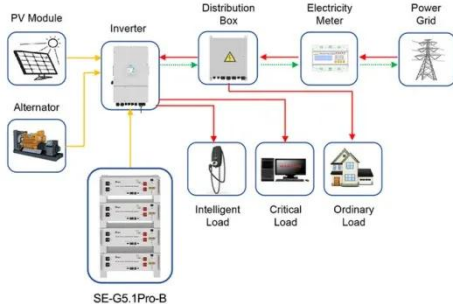 PV Module
Inverter
Distribution
Box
Electricity
Meter
Power
Grid
Alternator
Intelligent
Load
Critical
Load
Ordinary
Load
SE-G5.1Pro-B